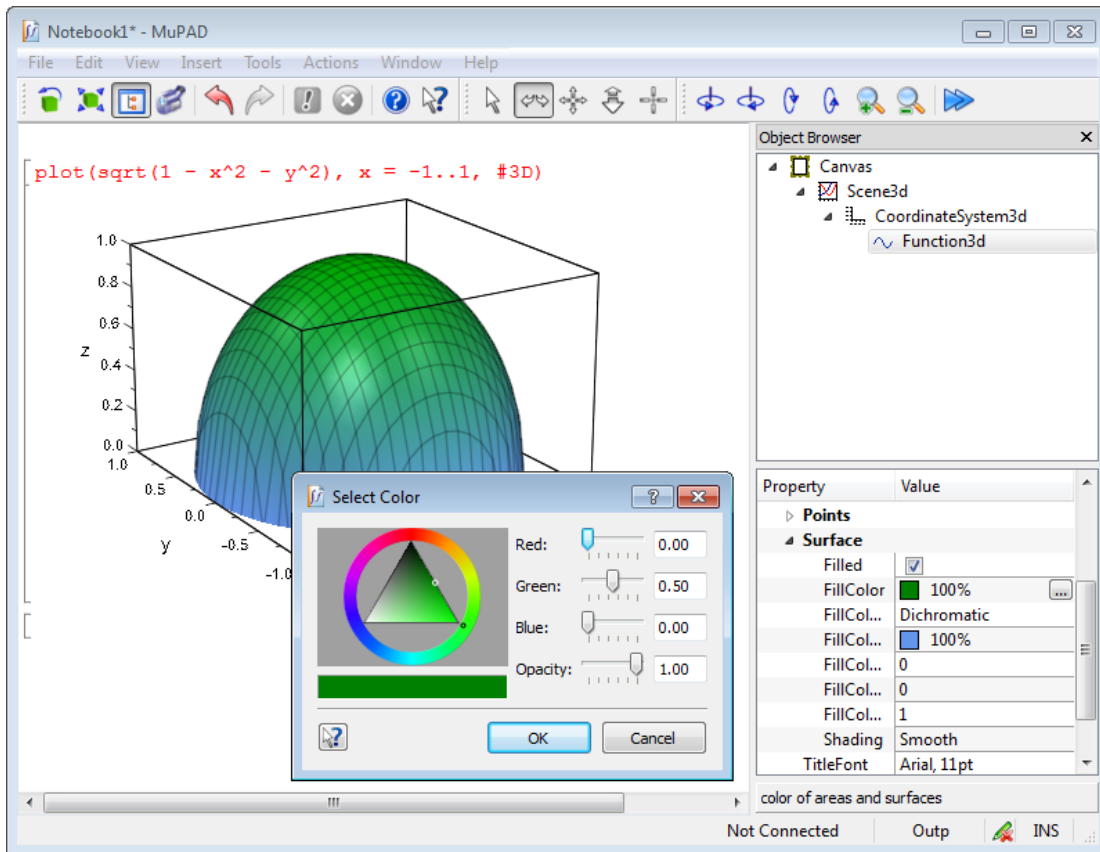 Notebook1* - MuPAD
File Edit View Insert Tools Actions Window Help
plot(sqrt(1 - x^2 - y^2), x = -1..1, #3D)
1.0
0.8
0.6
z
0.4
0.2
0.0
1.0
0.5
0.0
y
-0.5
-1.0
Object Browser
Canvas
Scene3d
CoordinateSystem3d
Function3d
Select Color
Red: 0.00
Green: 0.50
Blue: 0.00
Opacity: 1.00
OK Cancel
Property Value
Points
Surface
Filled
FillColor 100% ...
FillCol... Dichromatic
FillCol... 100%
FillCol... 0
FillCol... 0
FillCol... 1
Shading Smooth
TitleFont Arial, 11pt
color of areas and surfaces
Not Connected Outp INS